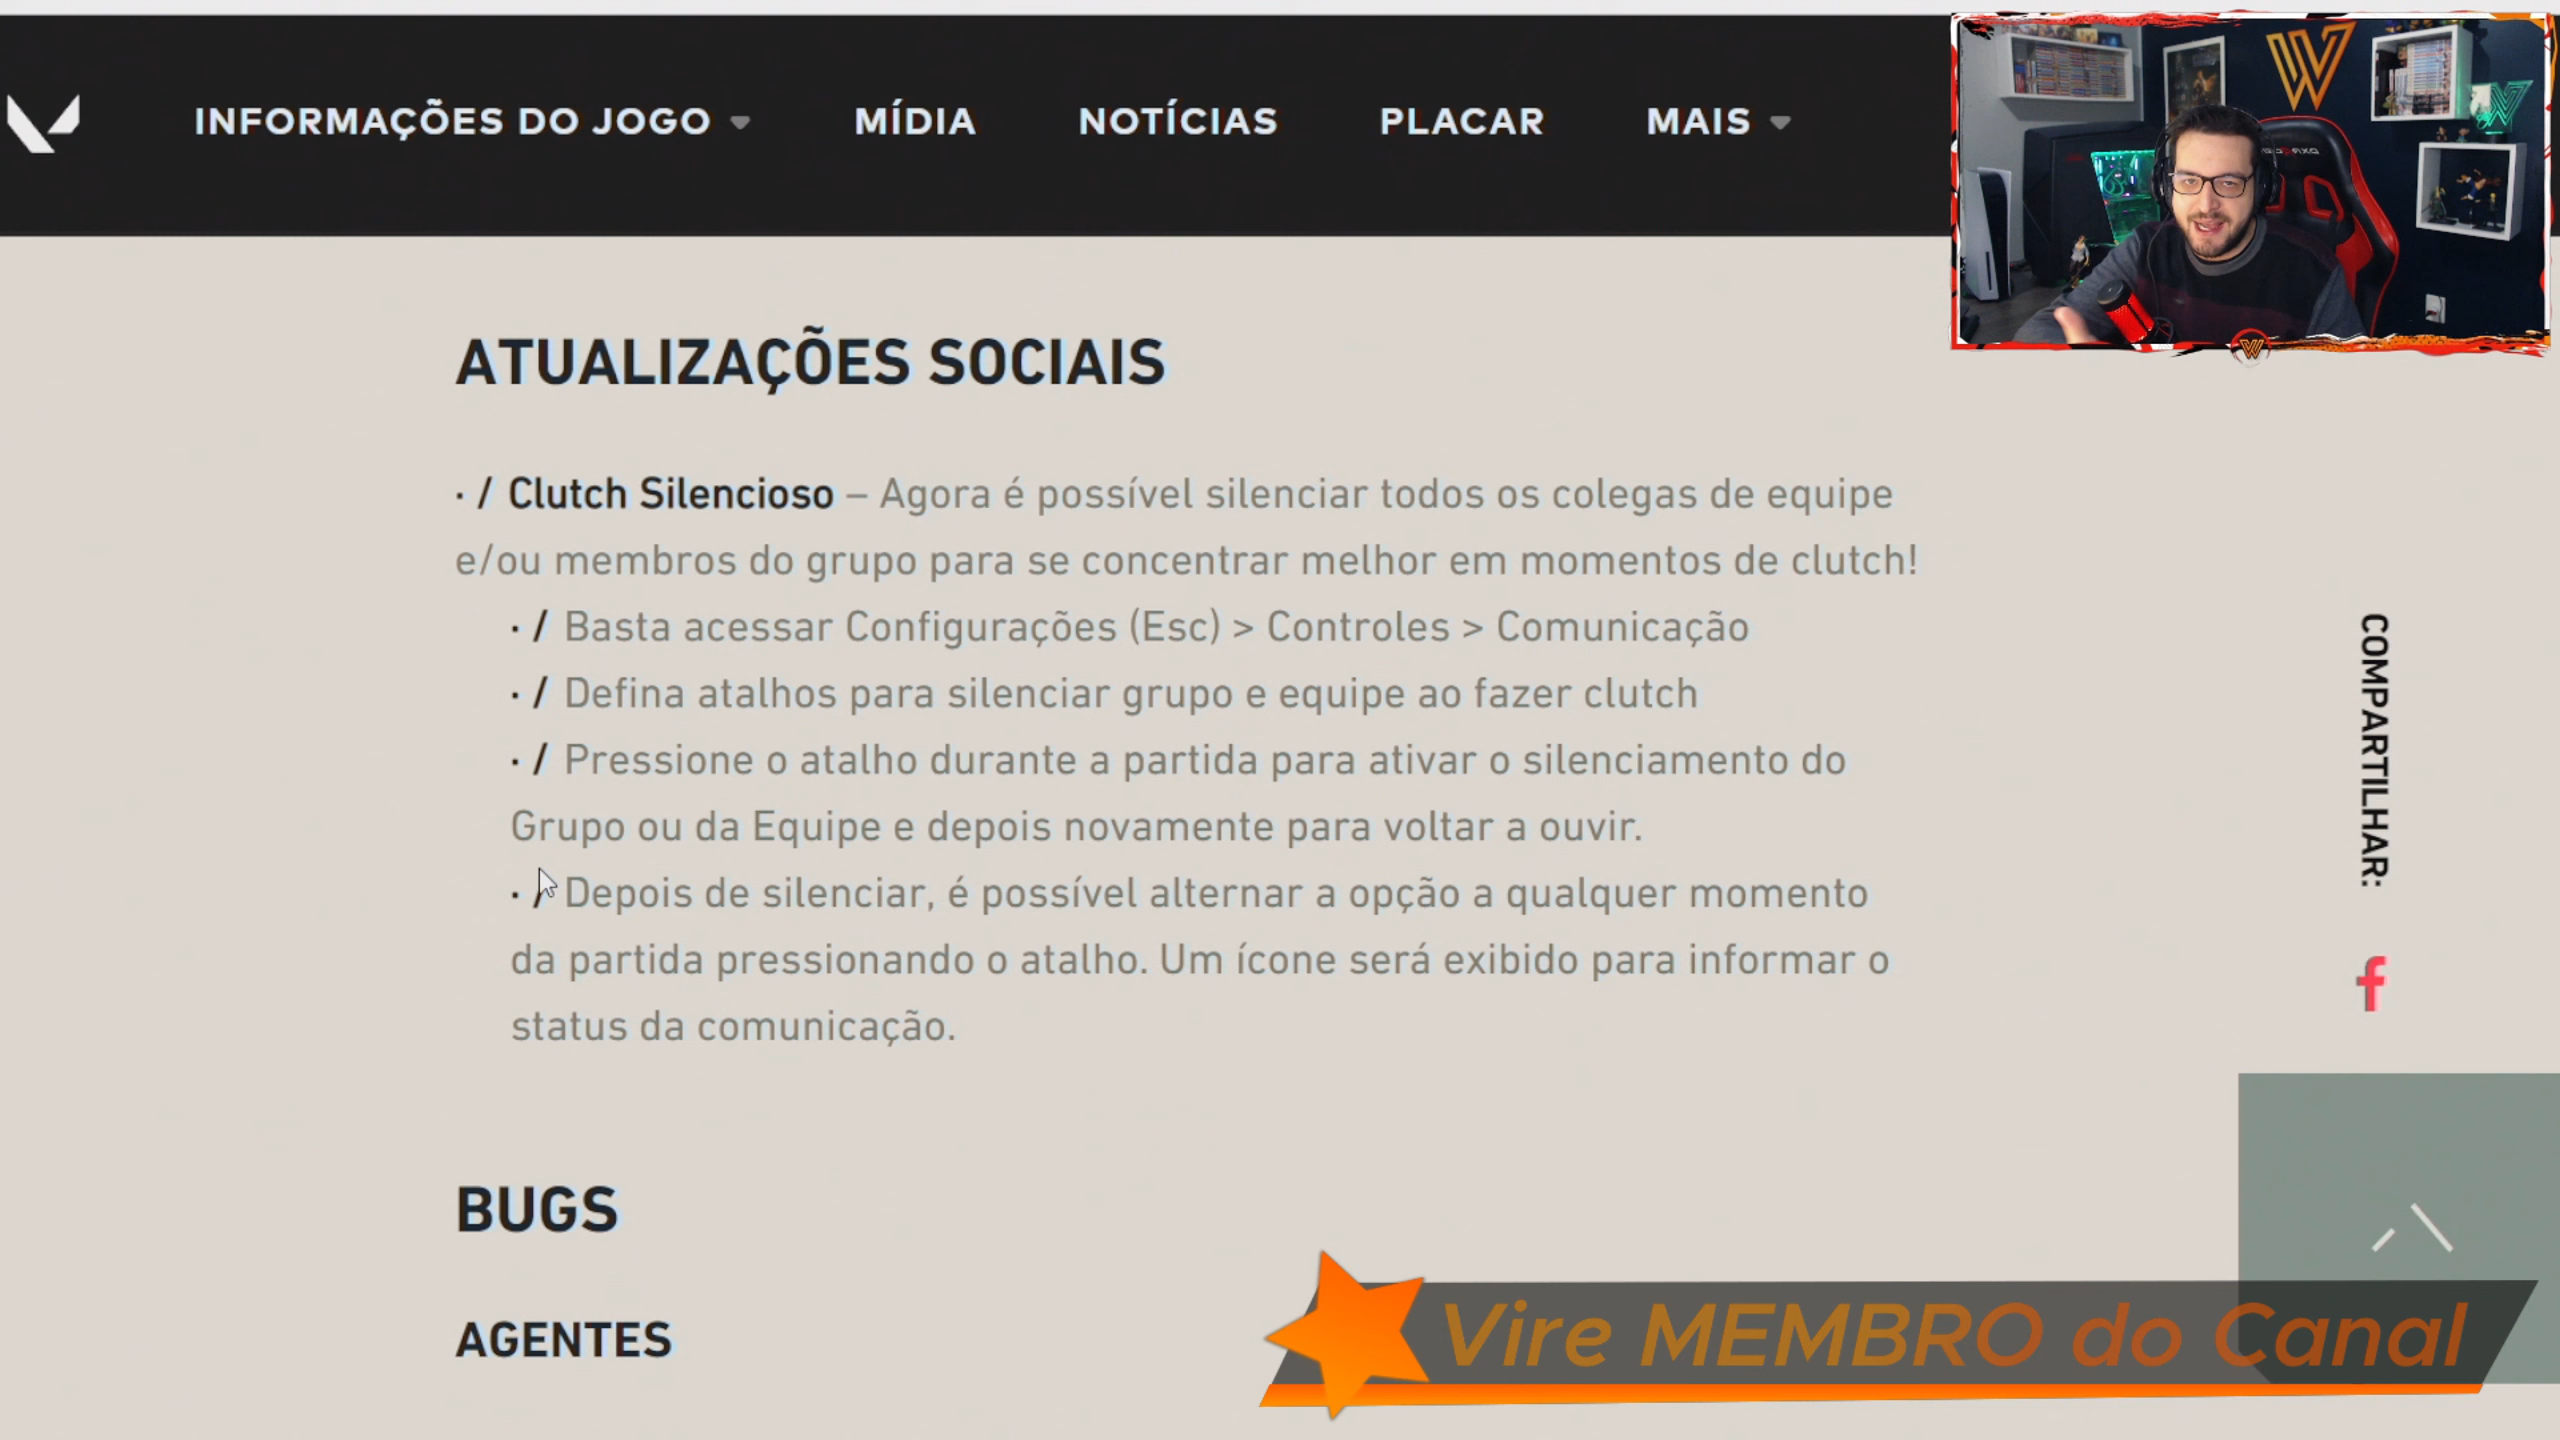 INFORMAÇÕES DO JOGO
MÍDIA
NOTÍCIAS
PLACAR
MAIS
ATUALIZAÇÕES SOCIAIS
· / Clutch Silencioso – Agora é possível silenciar todos os colegas de equipe
e/ou membros do grupo para se concentrar melhor em momentos de clutch!
· / Basta acessar Configurações (Esc) > Controles > Comunicação
· / Defina atalhos para silenciar grupo e equipe ao fazer clutch
· / Pressione o atalho durante a partida para ativar o silenciamento do
Grupo ou da Equipe e depois novamente para voltar a ouvir.
· / Depois de silenciar, é possível alternar a opção a qualquer momento
da partida pressionando o atalho. Um ícone será exibido para informar o
status da comunicação.
COMPARTILHAR:
BUGS
AGENTES
Vire MEMBRO do Canal